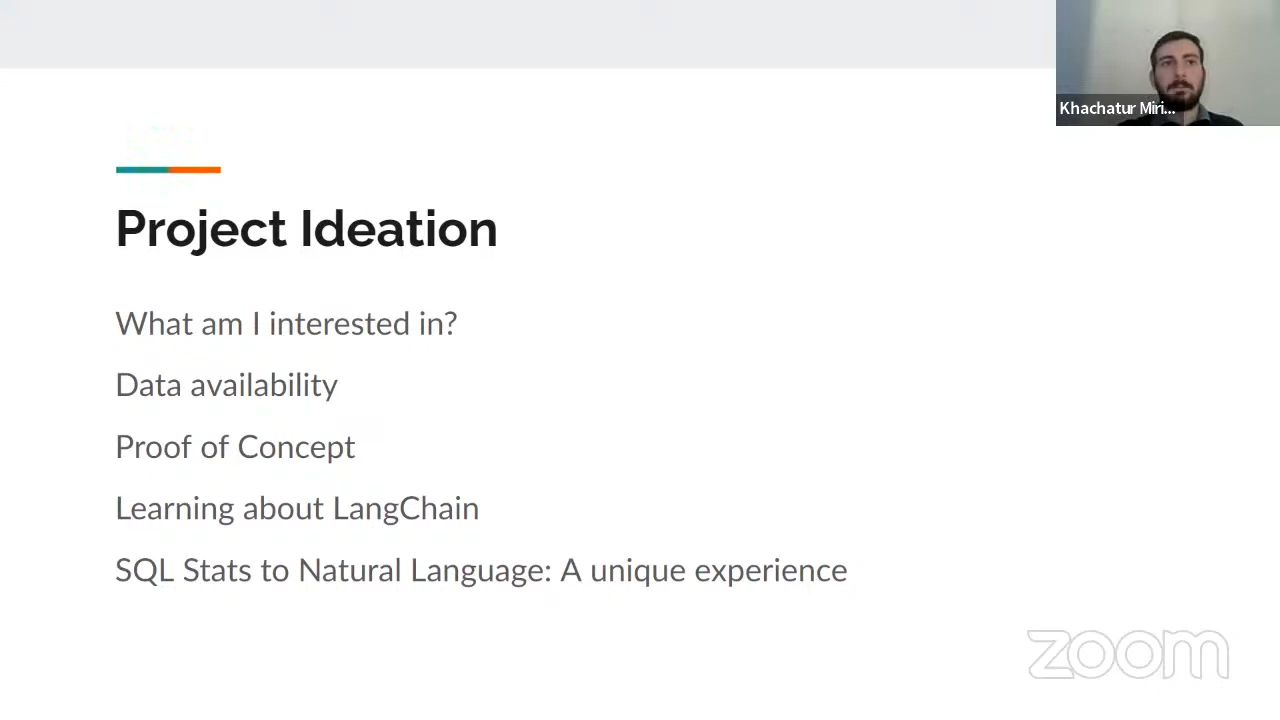 Khachatur Miri...
Project Ideation
What am I interested in?
Data availability
Proof of Concept
Learning about LangChain
SQL Stats to Natural Language: A unique experience
zoom